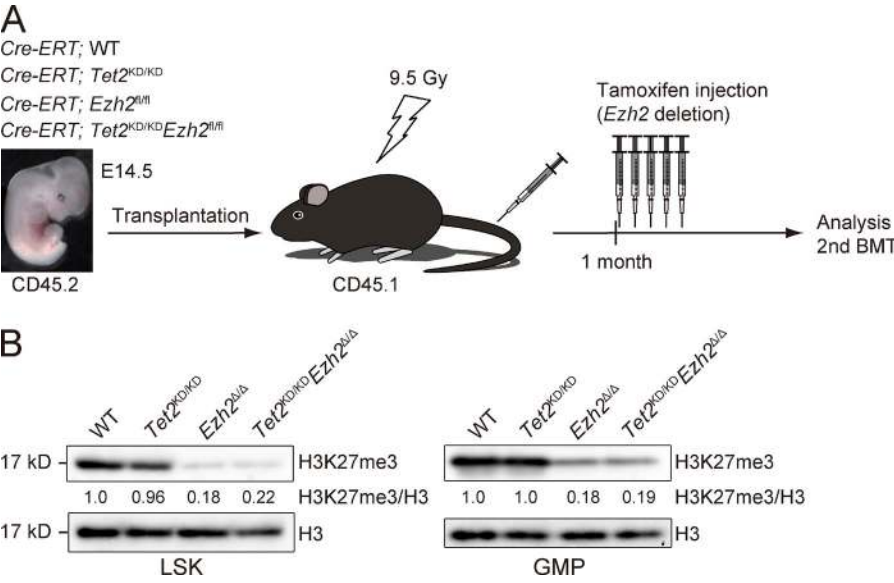 A
Cre-ERT; WT
Cre-ERT; Tet2KD/KD
Cre-ERT; Ezh2fl/fl
Cre-ERT; Tet2KD/KDEzh2fl/fl
E14.5
CD45.2
Transplantation
9.5 Gy
CD45.1
Tamoxifen injection
(Ezh2 deletion)
1 month
Analysis
2nd BMT
B
WT Tet2KD/KD Ezh2Δ/Δ Tet2KD/KDEzh2Δ/Δ
17 kD H3K27me3
1.0 0.96 0.18 0.22 H3K27me3/H3
17 kD H3
LSK
WT Tet2KD/KD Ezh2Δ/Δ Tet2KD/KDEzh2Δ/Δ
H3K27me3
1.0 1.0 0.18 0.19 H3K27me3/H3
H3
GMP